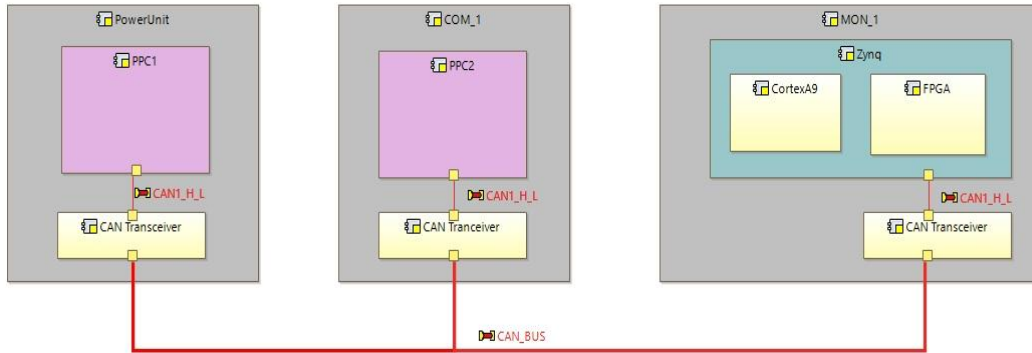 PowerUnit
PPC1
CAN1_H_L
CAN Transceiver
COM_1
PPC2
CAN1_H_L
CAN Tranceiver
MON_1
Zynq
CortexA9
FPGA
CAN1_H_L
CAN Transceiver
CAN_BUS